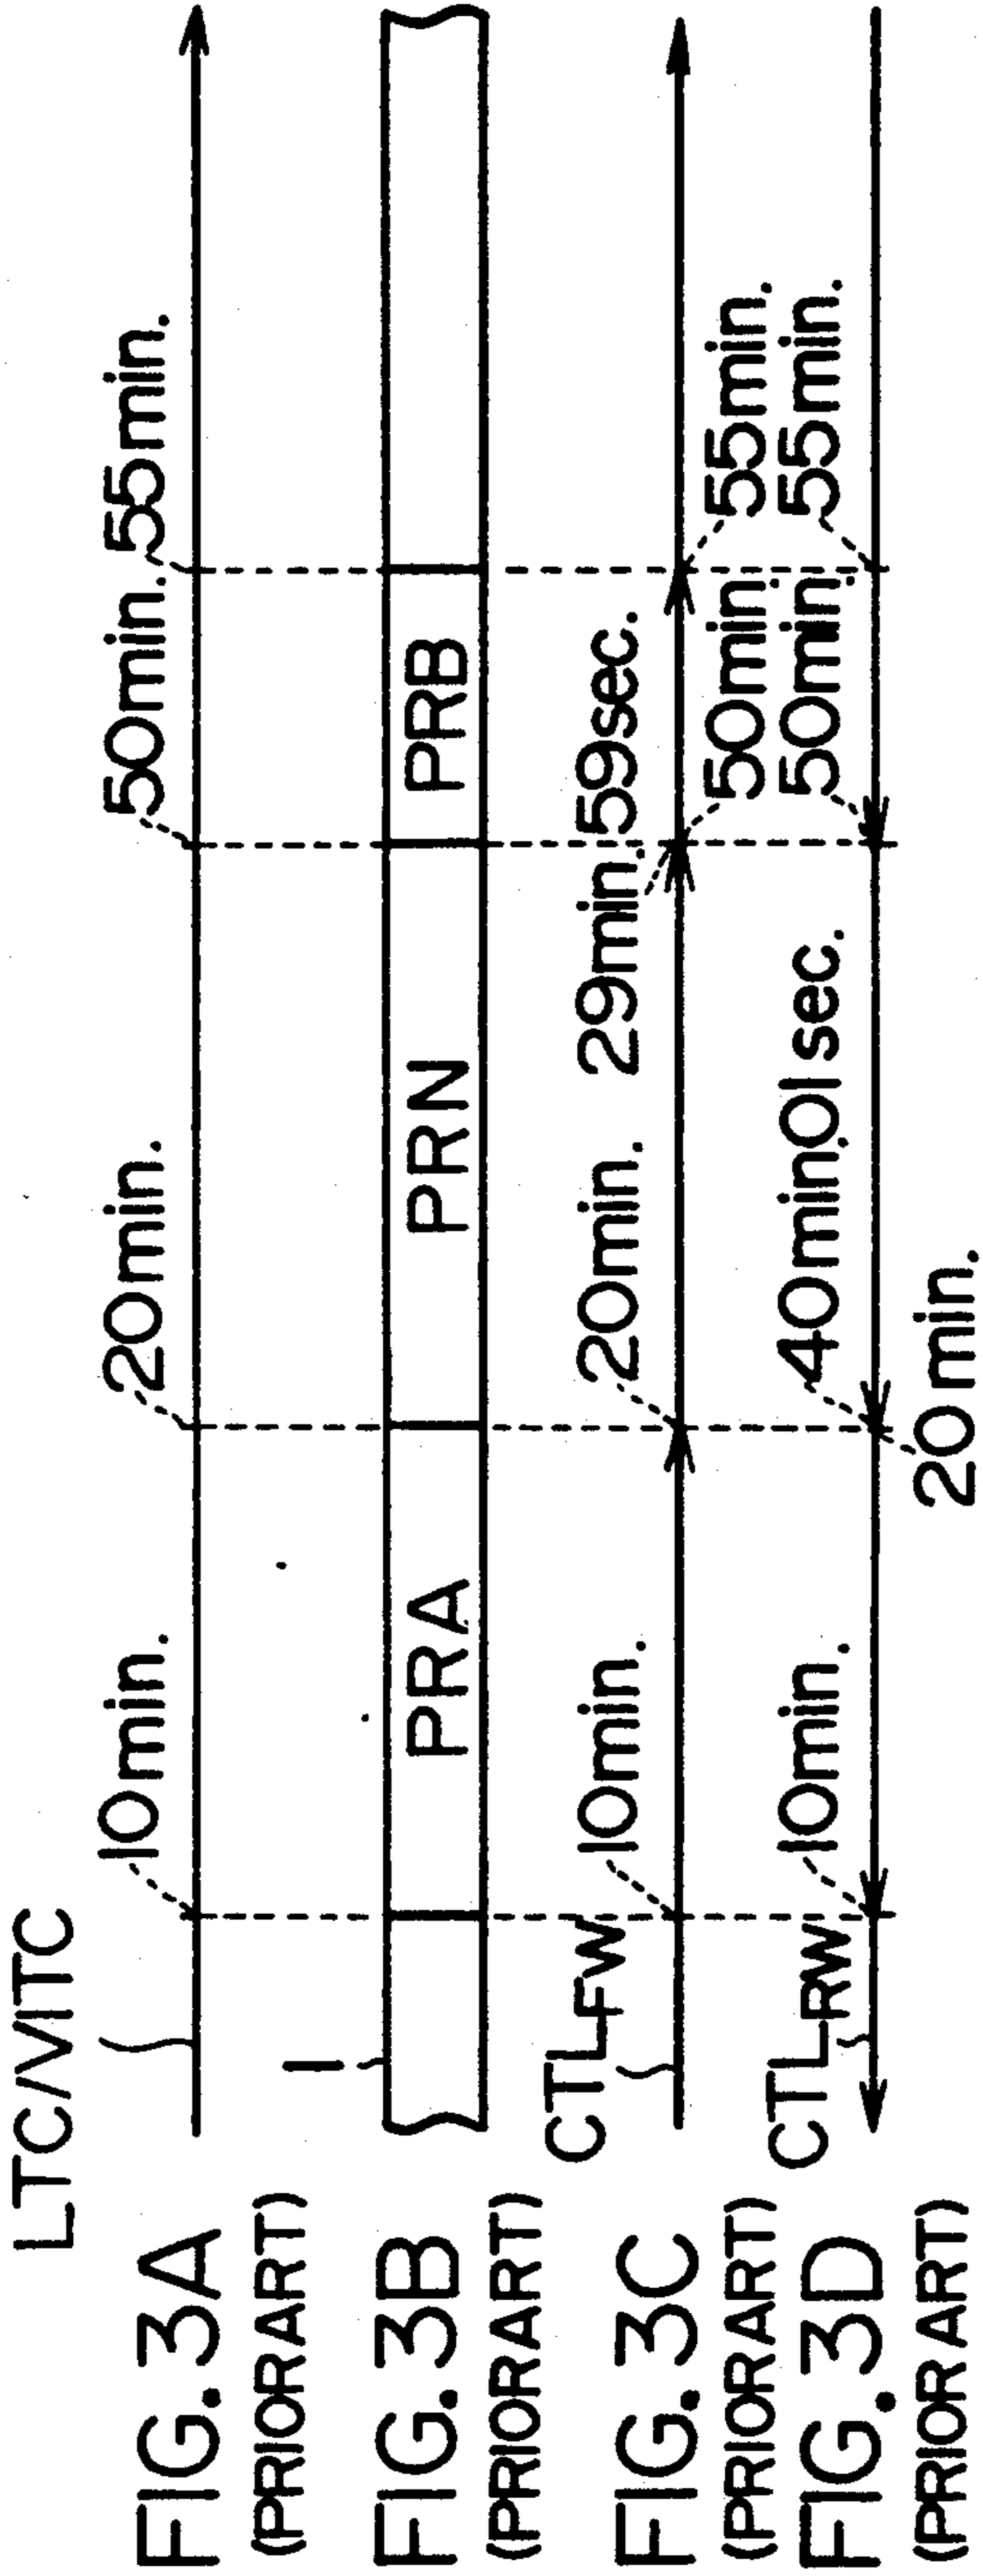 LTC/VITC
10min.
20min.
50min. 55min.
FIG. 3A
(PRIOR ART)
1
PRA
PRN
PRB
FIG. 3B
(PRIOR ART)
CTLFW
10min.
20min.
29min. 59sec.
50min.
55min.
FIG. 3C
(PRIOR ART)
CTLRW
10min.
40min.01sec.
50min.
55min.
20min.
FIG. 3D
(PRIOR ART)